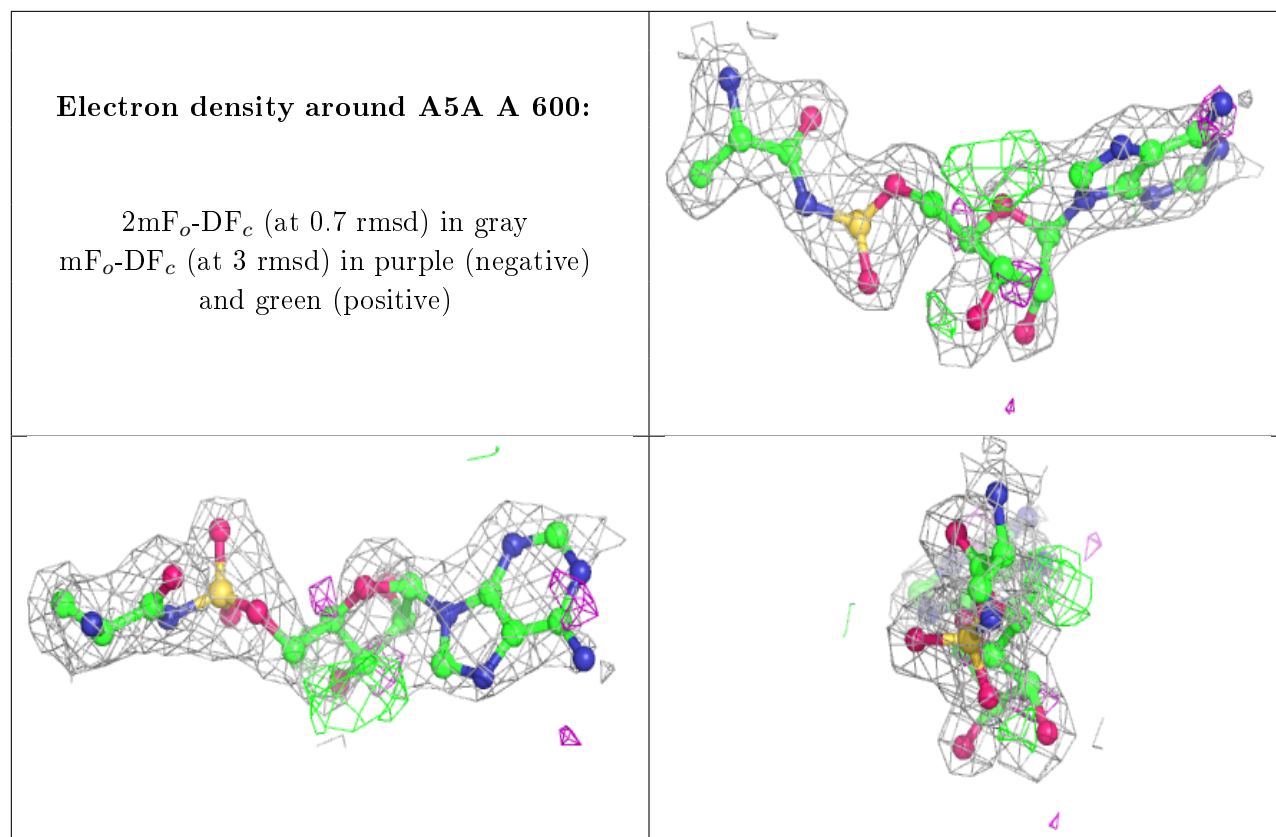 Electron density around A5A A 600:
2mFo-DFc (at 0.7 rmsd) in gray
mFo-DFc (at 3 rmsd) in purple (negative)
and green (positive)